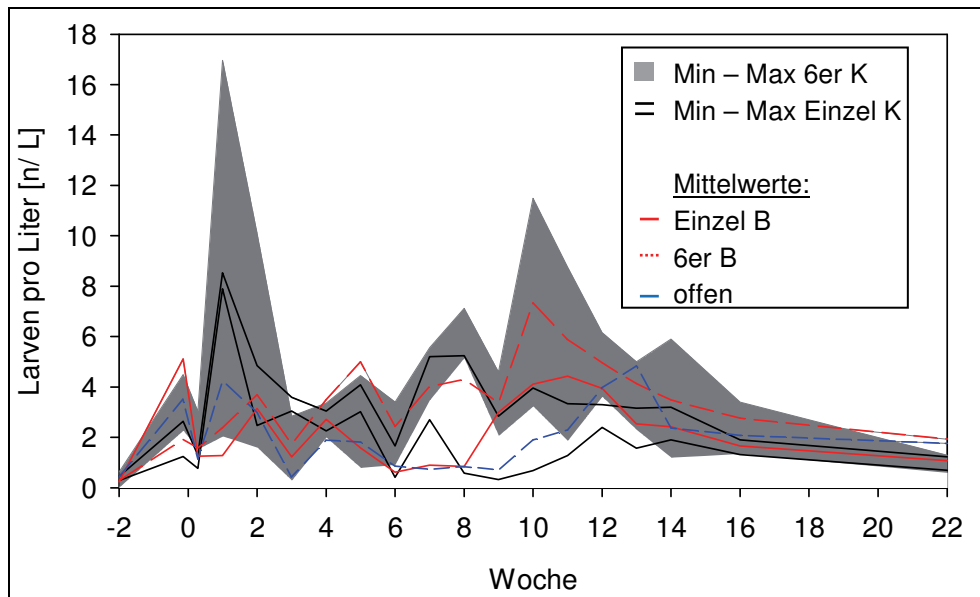 18
16
14
12
10
8
6
4
2
0
Larven pro Liter [n/ L]
Min – Max 6er K
Min – Max Einzel K
Mittelwerte:
Einzel B
6er B
offen
-2 0 2 4 6 8 10 12 14 16 18 20 22
Woche